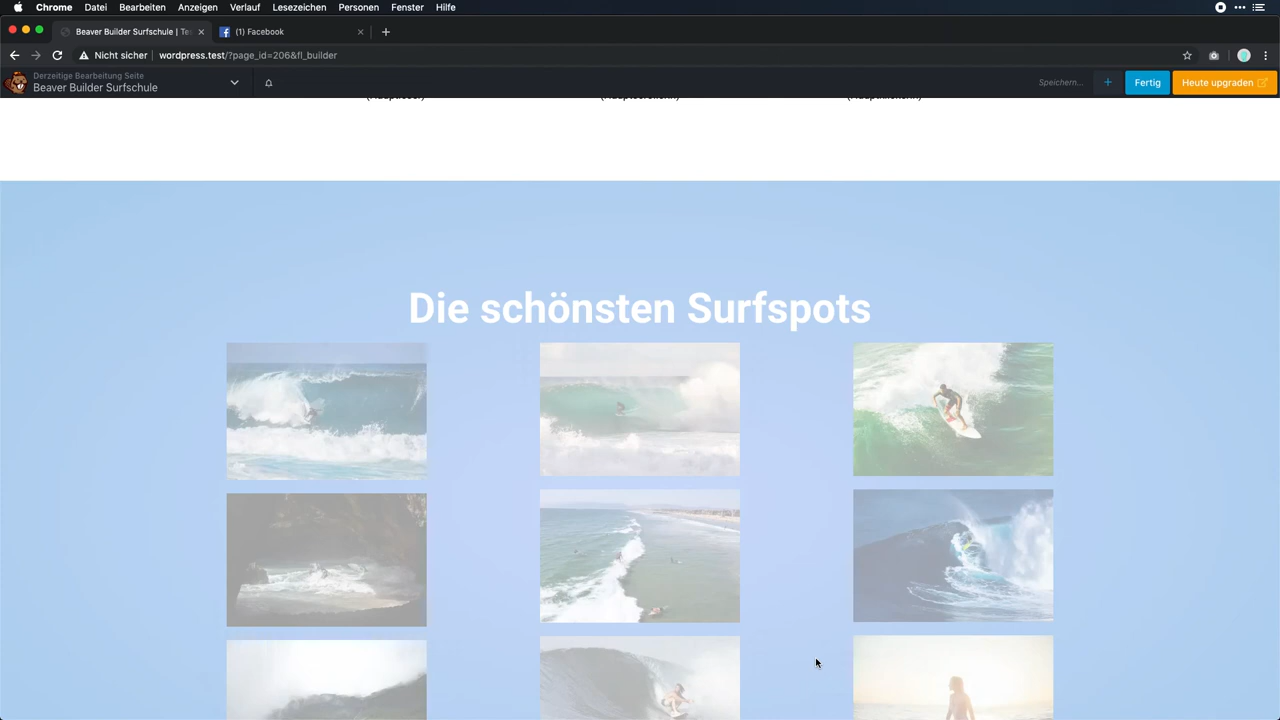 Chrome Datei Bearbeiten Anzeigen Verlauf Lesezeichen Personen Fenster Hilfe
Beaver Builder Surfschule | Tes
(1) Facebook
Nicht sicher wordpress.test/?page_id=206&fl_builder
Derzeitige Bearbeitung Seite
Beaver Builder Surfschule
Speichern...
Fertig
Heute upgraden
Die schönsten Surfspots